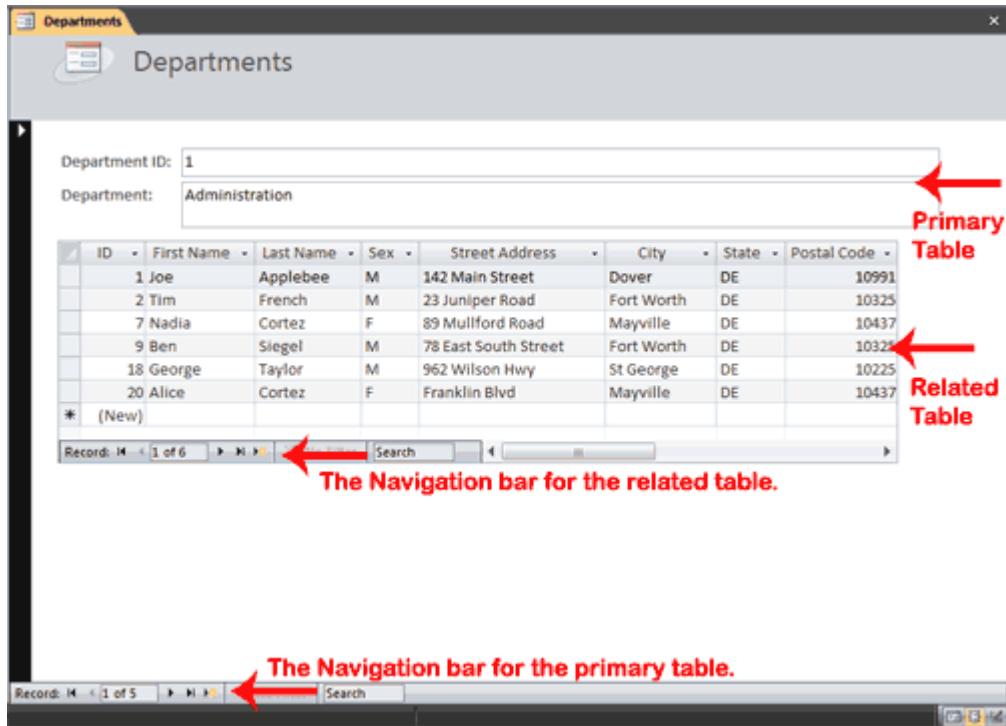 Departments
Departments
Department ID: 1
Department: Administration
Primary Table
ID First Name Last Name Sex Street Address City State Postal Code
1 Joe Applebee M 142 Main Street Dover DE 10991
2 Tim French M 23 Juniper Road Fort Worth DE 10325
7 Nadia Cortez F 89 Mullford Road Mayville DE 10437
9 Ben Siegel M 78 East South Street Fort Worth DE 10325
18 George Taylor M 962 Wilson Hwy St George DE 10225
20 Alice Cortez F Franklin Blvd Mayville DE 10437
(New)
Related Table
Record: 1 of 6 Search
The Navigation bar for the related table.
The Navigation bar for the primary table.
Record: 1 of 5 Search